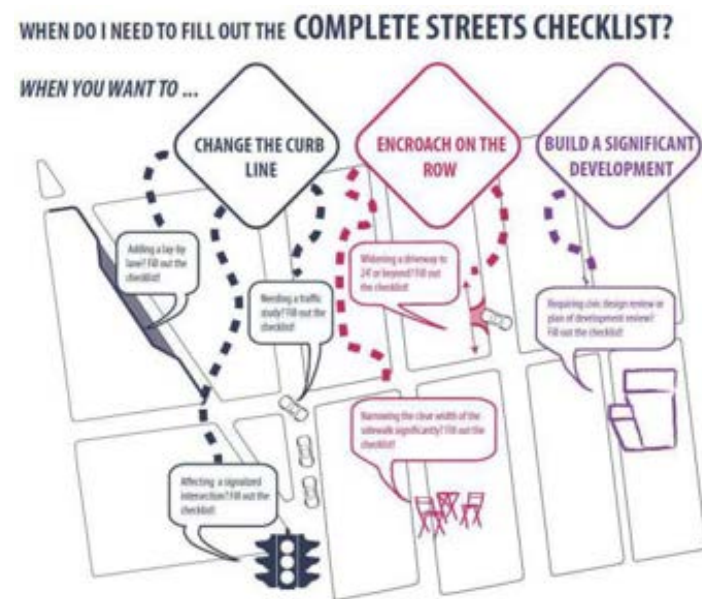 WHEN DO I NEED TO FILL OUT THE COMPLETE STREETS CHECKLIST?
WHEN YOU WANT TO ...
CHANGE THE CURB
LINE
ENCROACH ON THE
ROW
BUILD A SIGNIFICANT
DEVELOPMENT
Adding a lay-by
lane? Fill out the
checklist!
Needing a traffic
study? Fill out the
checklist!
Widening a driveway to
24' or beyond? Fill out
the checklist!
Requiring civic design review or
plan of development review?
Fill out the checklist!
Narrowing the clear width of the
sidewalk significantly? Fill out the
checklist!
Affecting a signalized
intersection? Fill out the
checklist!